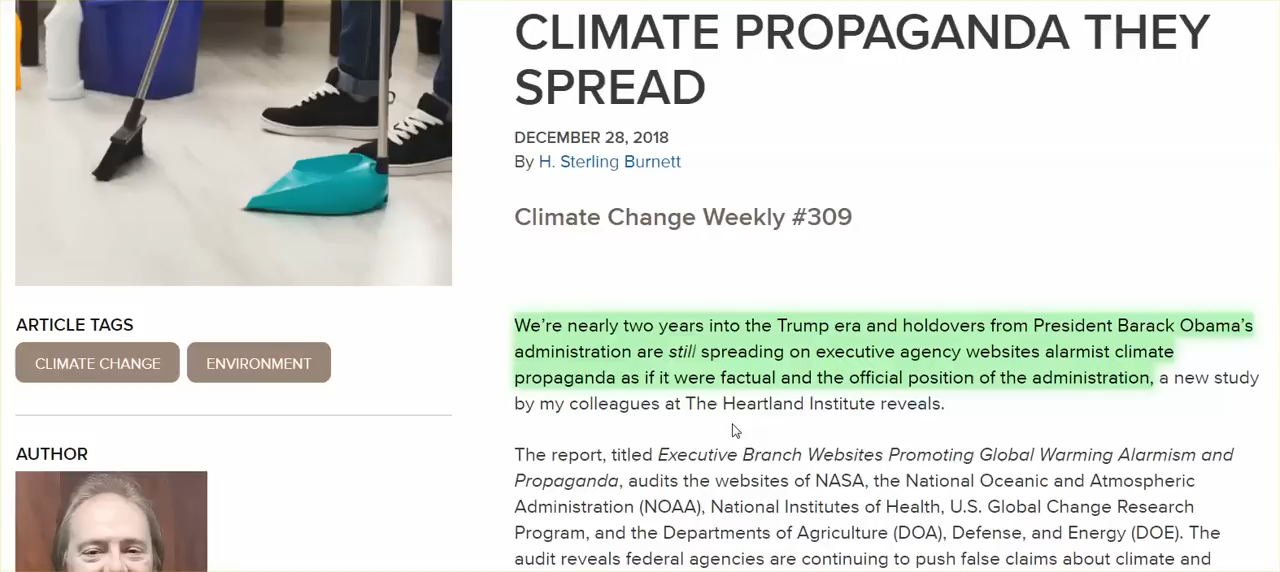 CLIMATE PROPAGANDA THEY
SPREAD
DECEMBER 28, 2018
By H. Sterling Burnett
Climate Change Weekly #309
ARTICLE TAGS
CLIMATE CHANGE
ENVIRONMENT
AUTHOR
We're nearly two years into the Trump era and holdovers from President Barack Obama's
administration are still spreading on executive agency websites alarmist climate
propaganda as if it were factual and the official position of the administration, a new study
by my colleagues at The Heartland Institute reveals.
The report, titled Executive Branch Websites Promoting Global Warming Alarmism and
Propaganda, audits the websites of NASA, the National Oceanic and Atmospheric
Administration (NOAA), National Institutes of Health, U.S. Global Change Research
Program, and the Departments of Agriculture (DOA), Defense, and Energy (DOE). The
audit reveals federal agencies are continuing to push false claims about climate and